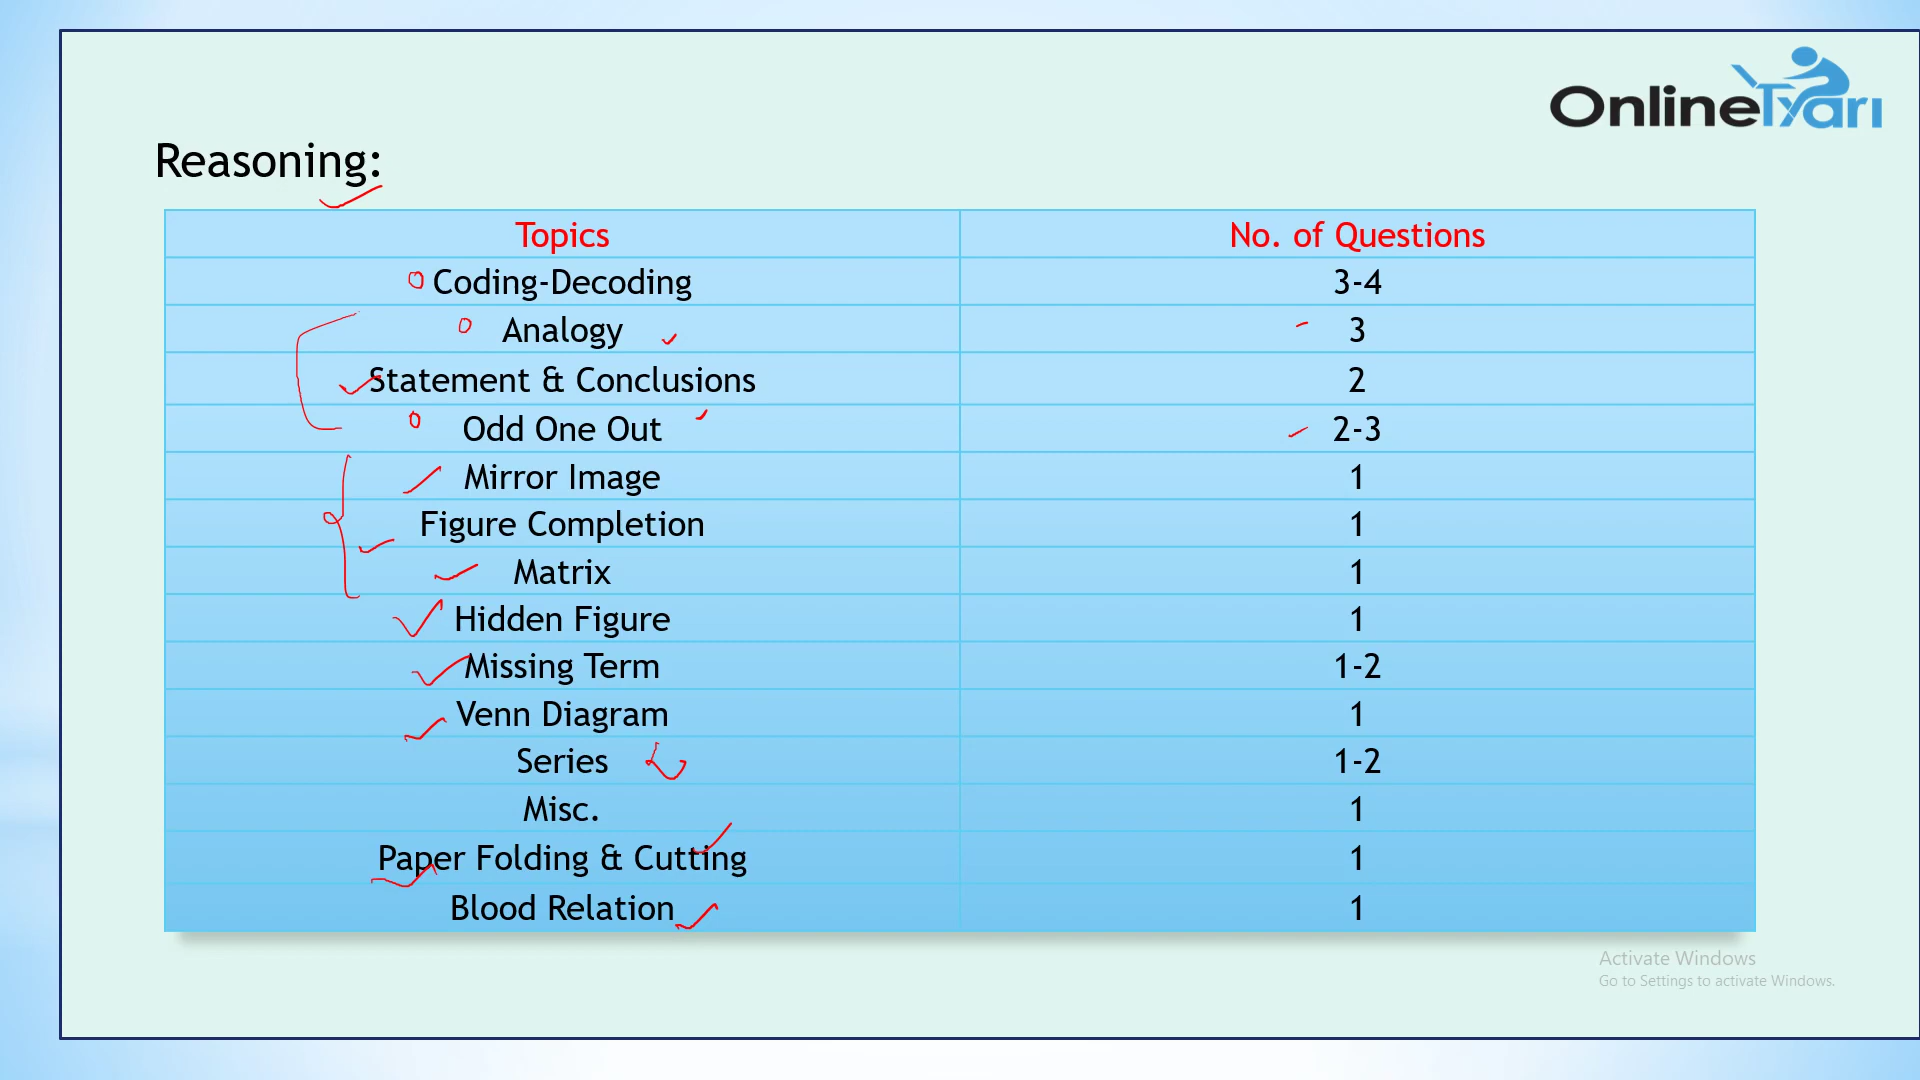 OnlineTyari
Reasoning:
Topics No. of Questions
Coding-Decoding 3-4
Analogy 3
Statement & Conclusions 2
Odd One Out 2-3
Mirror Image 1
Figure Completion 1
Matrix 1
Hidden Figure 1
Missing Term 1-2
Venn Diagram 1
Series 1-2
Misc. 1
Paper Folding & Cutting 1
Blood Relation 1
Activate Windows
Go to Settings to activate Windows.